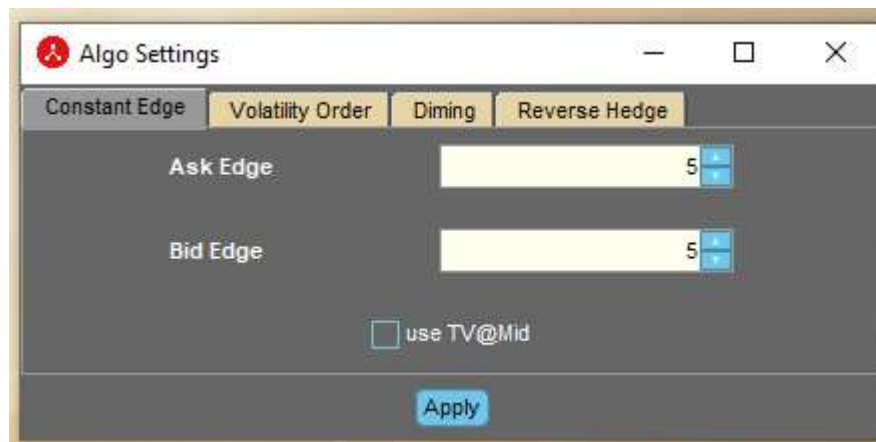 Algo Settings
Constant Edge Volatility Order Diming Reverse Hedge
Ask Edge 5
Bid Edge 5
use TV@Mid
Apply